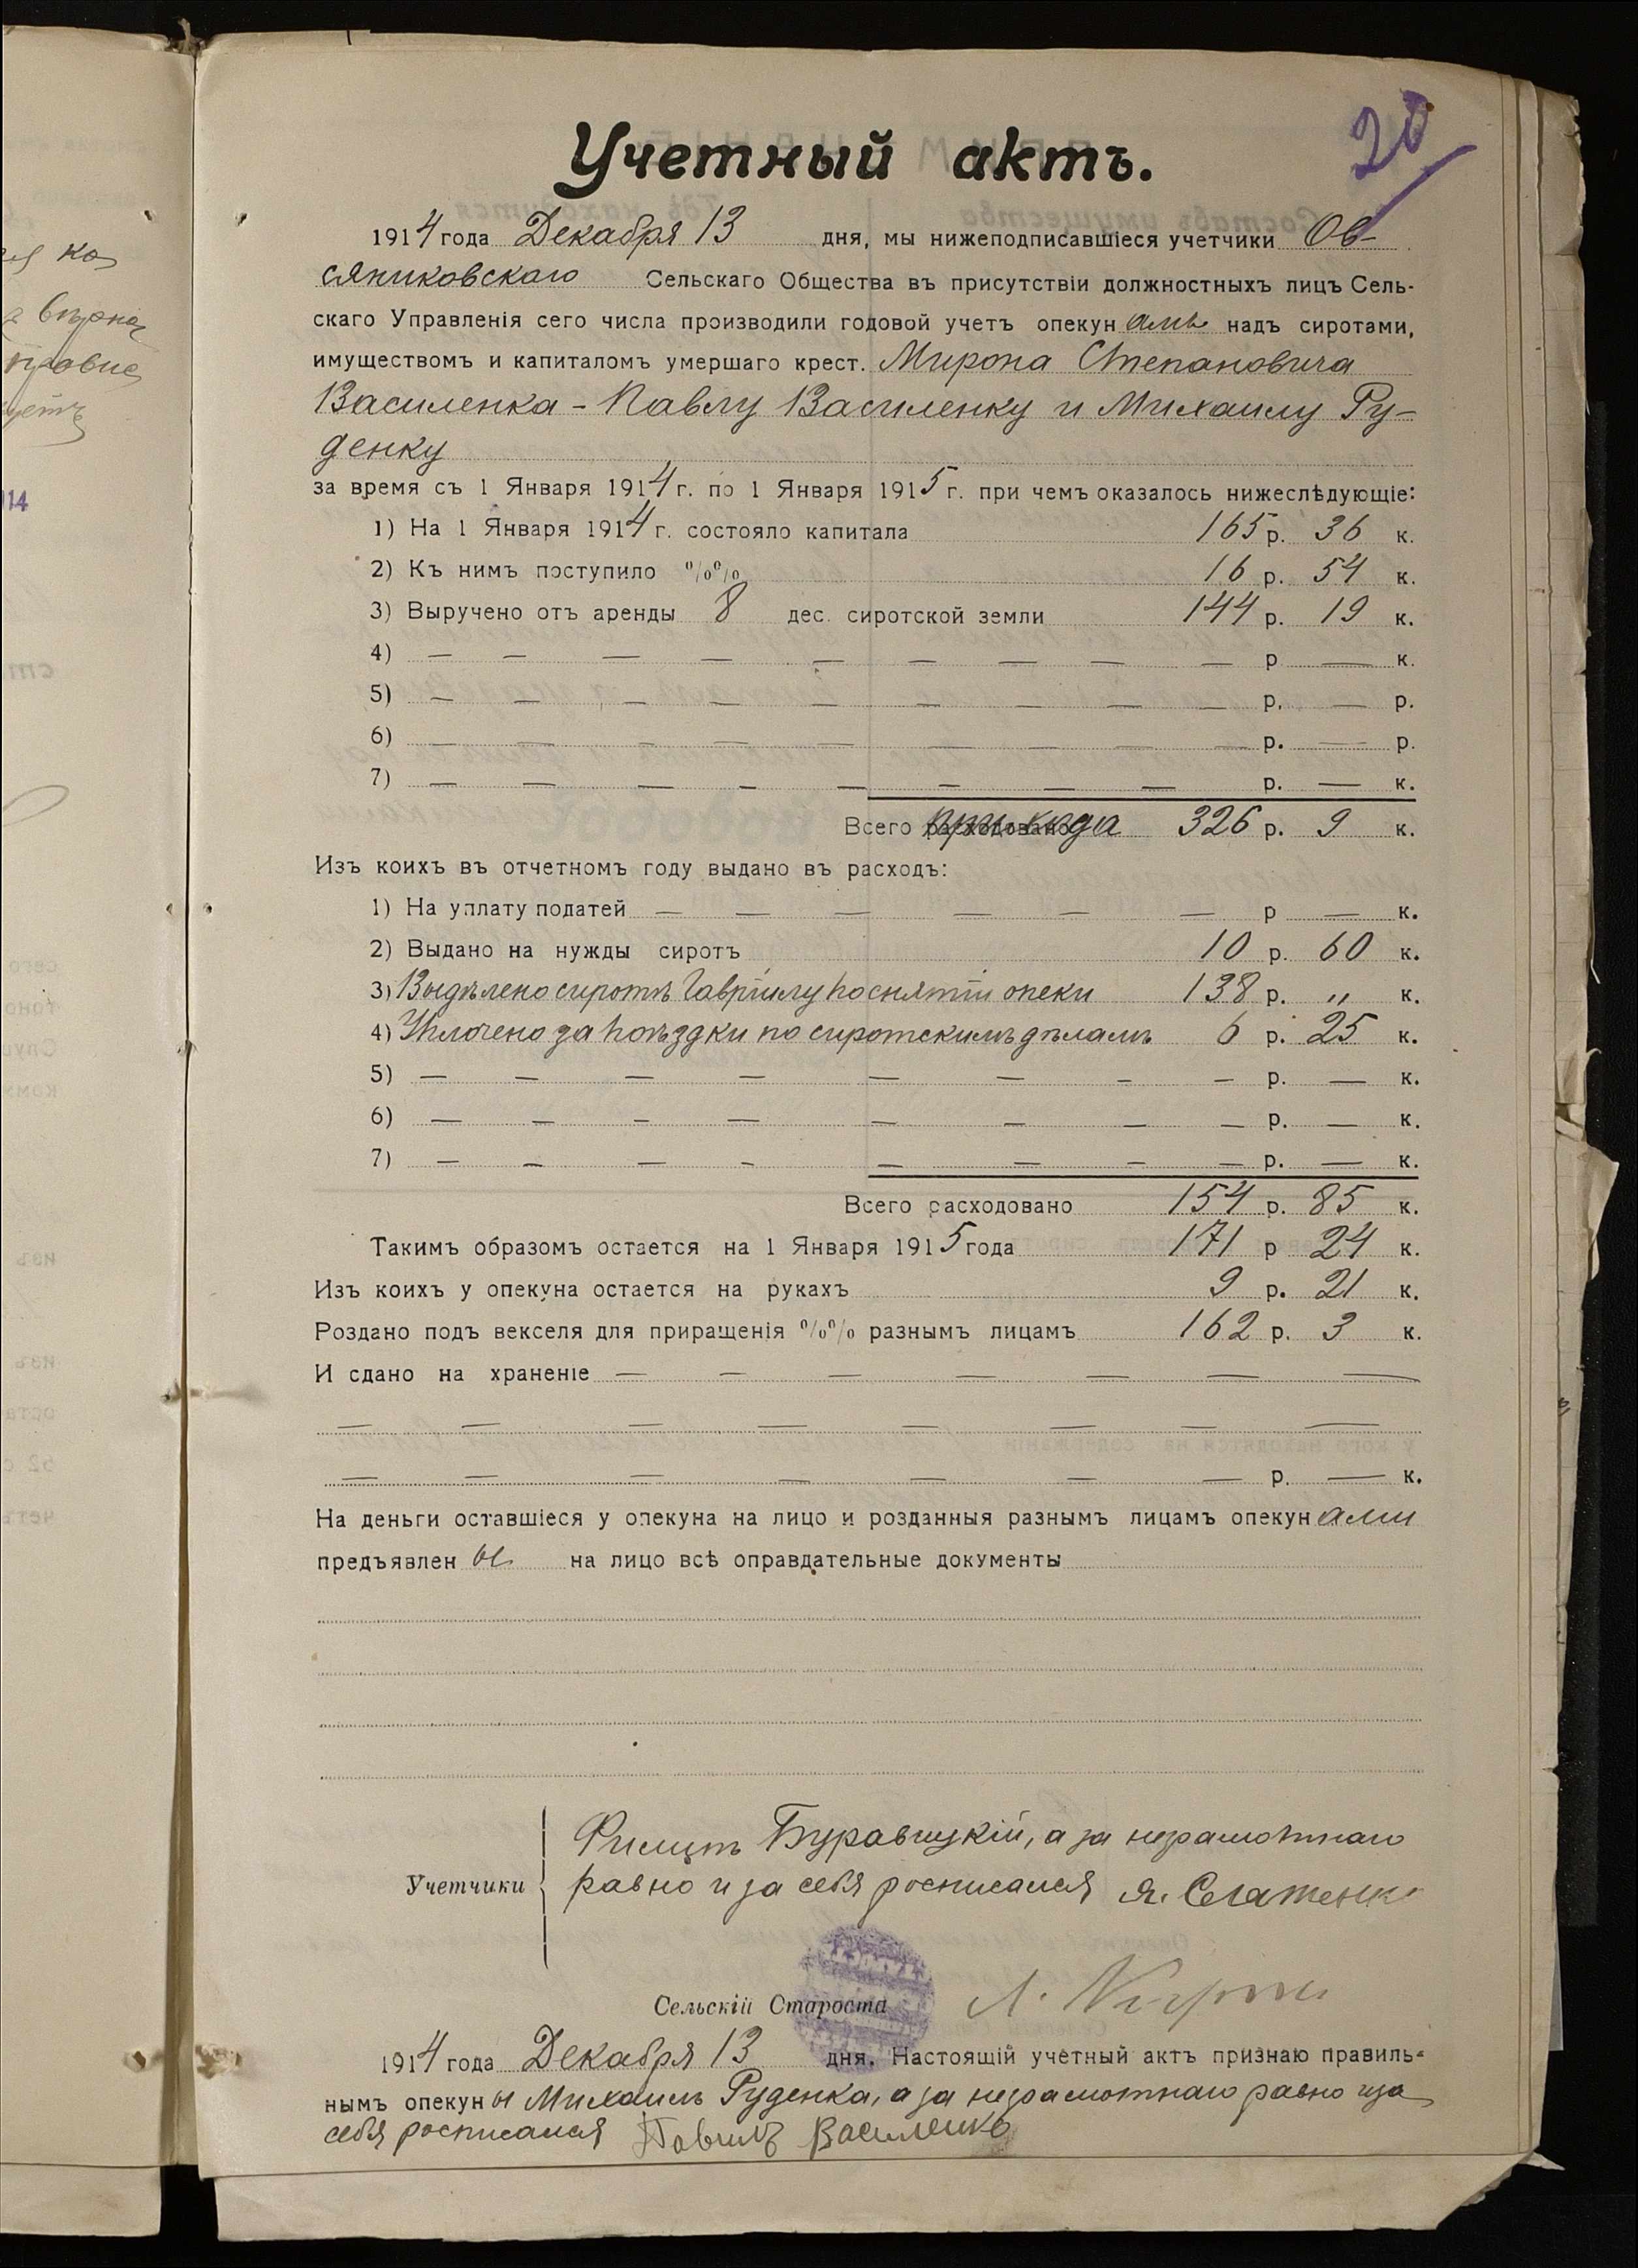 20
Учетный актъ.
1914 года Декабря 13 дня, мы нижеподписавшіеся учетчики Ов-
сяниковскаго Сельскаго Общества въ присутствіи должностныхъ лицъ Сель-
скаго Управленія сего числа производили годовой учетъ опекунамъ надъ сиротами,
имуществомъ и капиталомъ умершаго крест. Мирона Степановича
Василенка - Павлу Василенку и Михаилу Ру-
денку
за время съ 1 Января 1914 г. по 1 Января 1915 г. при чемъ оказалось нижеслѣдующіе:
1) На 1 Января 1914 г. состояло капитала 165 р. 36 к.
2) Къ нимъ поступило %% 16 р. 54 к.
3) Выручено отъ аренды 8 дес. сиротской земли 144 р. 19 к.
4) — — — — — — — — — р — к.
5) — — — — — — — — — р. — р.
6) — — — — — — — — — р. — р.
7) — — — — — — — — р. — к.
Всего прихода 326 р. 9 к.
Изъ коихъ въ отчетномъ году выдано въ расходъ:
1) На уплату податей — — — — — — р — к.
2) Выдано на нужды сиротъ 10 р. 60 к.
3) Выдѣлено сиротѣ Гавріилу по снятіи опеки 138 р. " к.
4) Уплочено за поѣздки по сиротскимъ дѣламъ 6 р. 25 к.
5) — — — — — — — — р. — к.
6) — — — — — — — — р. — к.
7) — — — — — — — — р. — к.
Всего расходовано 154 р. 85 к.
Такимъ образомъ остается на 1 Января 1915 года 171 р 24 к.
Изъ коихъ у опекуна остается на рукахъ 9 р. 21 к.
Роздано подъ векселя для приращенія %% разнымъ лицамъ 162 р. 3 к.
И сдано на храненіе — — — — — — —
— — — — — — — —
— — — — — — — р. — к.
На деньги оставшіеся у опекуна на лицо и розданныя разнымъ лицамъ опекунами
предъявлены на лицо всѣ оправдательные документы
Филипъ Буравицкій, а за неграмотнаго
Учетчики равно и за себя росписался Я.
Сельскій Староста
1914 года Декабря 13 дня. Настоящій учетный актъ признаю правиль-
нымъ опекуны Михаилъ Руденка, а за неграмотнаго равно и за
себя росписался Павилъ Василенко